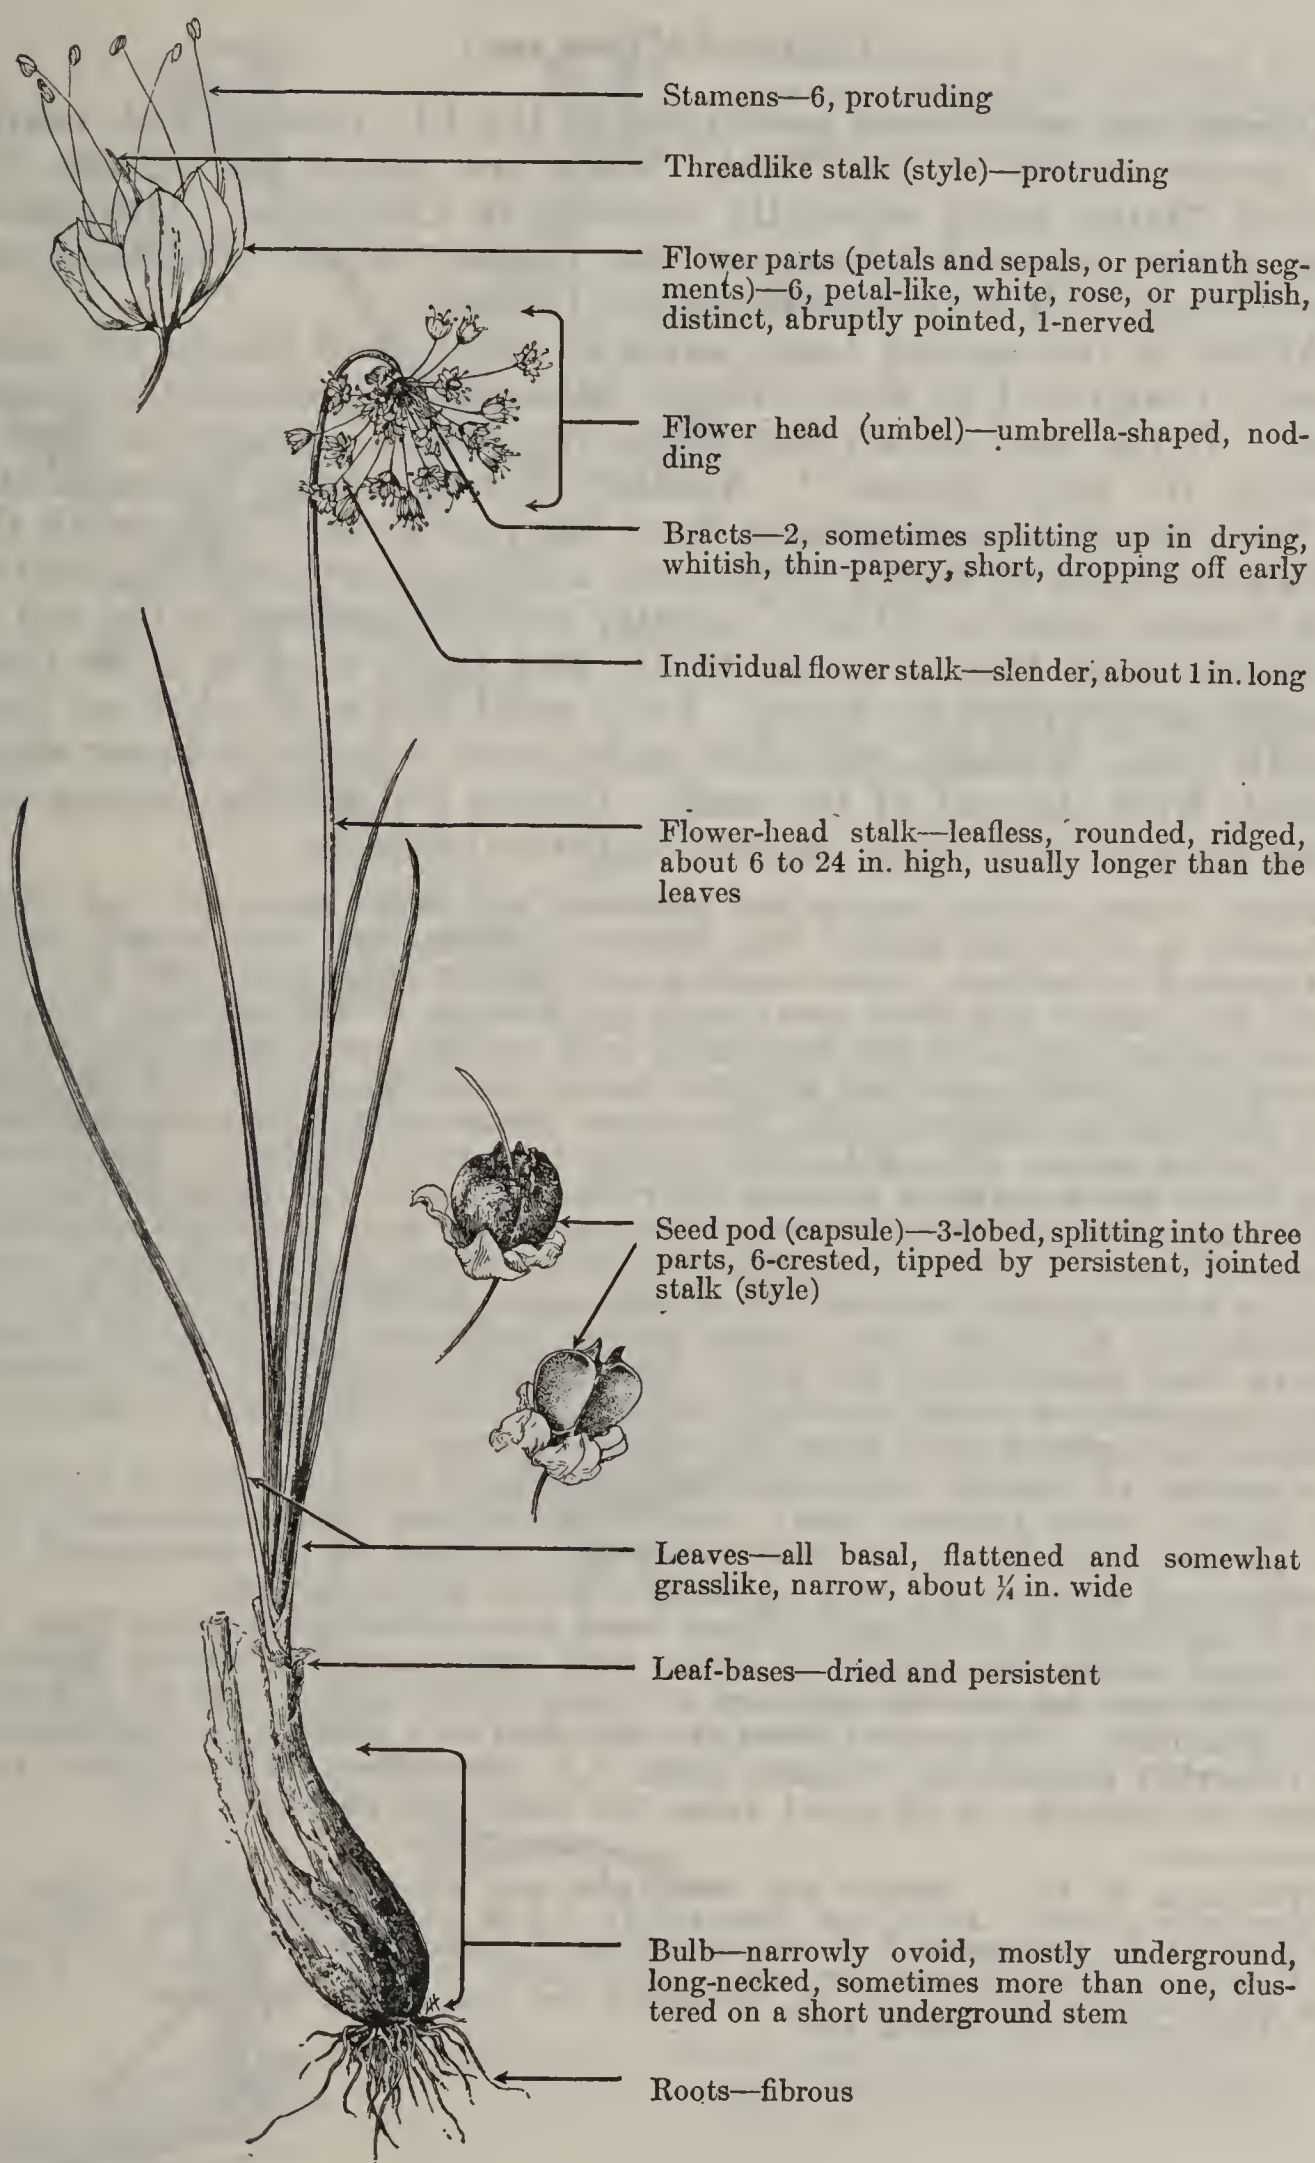 Stamens—6, protruding
Threadlike stalk (style)—protruding
Flower parts (petals and sepals, or perianth seg-
ments)—6, petal-like, white, rose, or purplish,
distinct, abruptly pointed, 1-nerved
Flower head (umbel)—umbrella-shaped, nod-
ding
Bracts—2, sometimes splitting up in drying,
whitish, thin-papery, short, dropping off early
Individual flower stalk—slender, about 1 in. long
Flower-head stalk—leafless, rounded, ridged,
about 6 to 24 in. high, usually longer than the
leaves
Seed pod (capsule)—3-lobed, splitting into three
parts, 6-crested, tipped by persistent, jointed
stalk (style)
Leaves—all basal, flattened and somewhat
grasslike, narrow, about ¼ in. wide
Leaf-bases—dried and persistent
Bulb—narrowly ovoid, mostly underground,
long-necked, sometimes more than one, clus-
tered on a short underground stem
Roots—fibrous